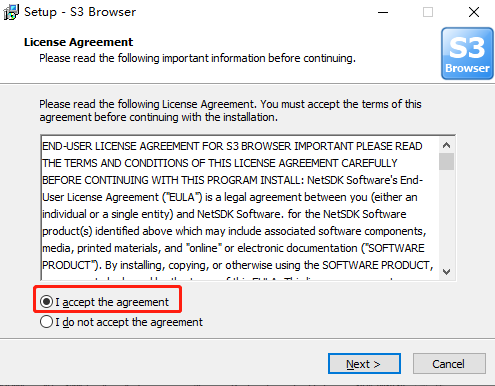 Setup - S3 Browser
License Agreement
Please read the following important information before continuing.
S3
Browser
Please read the following License Agreement. You must accept the terms of this
agreement before continuing with the installation.
END-USER LICENSE AGREEMENT FOR S3 BROWSER IMPORTANT PLEASE READ
THE TERMS AND CONDITIONS OF THIS LICENSE AGREEMENT CAREFULLY
BEFORE CONTINUING WITH THIS PROGRAM INSTALL: NetSDK Software's End-
User License Agreement ("EULA") is a legal agreement between you (either an
individual or a single entity) and NetSDK Software. for the NetSDK Software
product(s) identified above which may include associated software components,
media, printed materials, and "online" or electronic documentation ("SOFTWARE
PRODUCT"). By installing, copying, or otherwise using the SOFTWARE PRODUCT,
I accept the agreement
I do not accept the agreement
Next >
Cancel